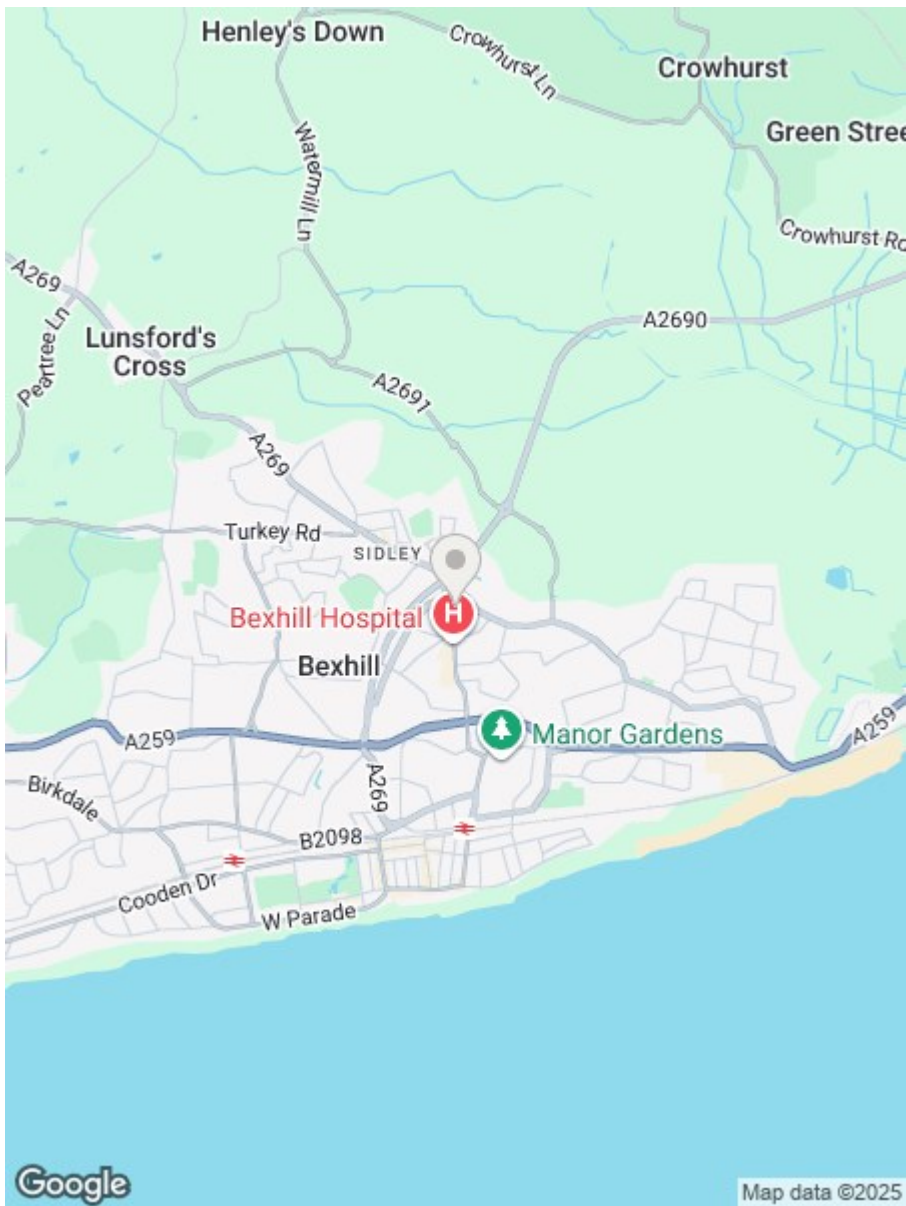 Henley's Down
Crowhurst Ln
Crowhurst
Green Stree
Watermill Ln
Crowhurst Rd
A269
A2690
Lunsford's
Cross
Peartree Ln
A2691
A269
Turkey Rd
SIDLEY
Bexhill Hospital
H
Bexhill
A259
Manor Gardens
A259
Birkdale
A269
B2098
Cooden Dr
W Parade
Google
Map data ©2025